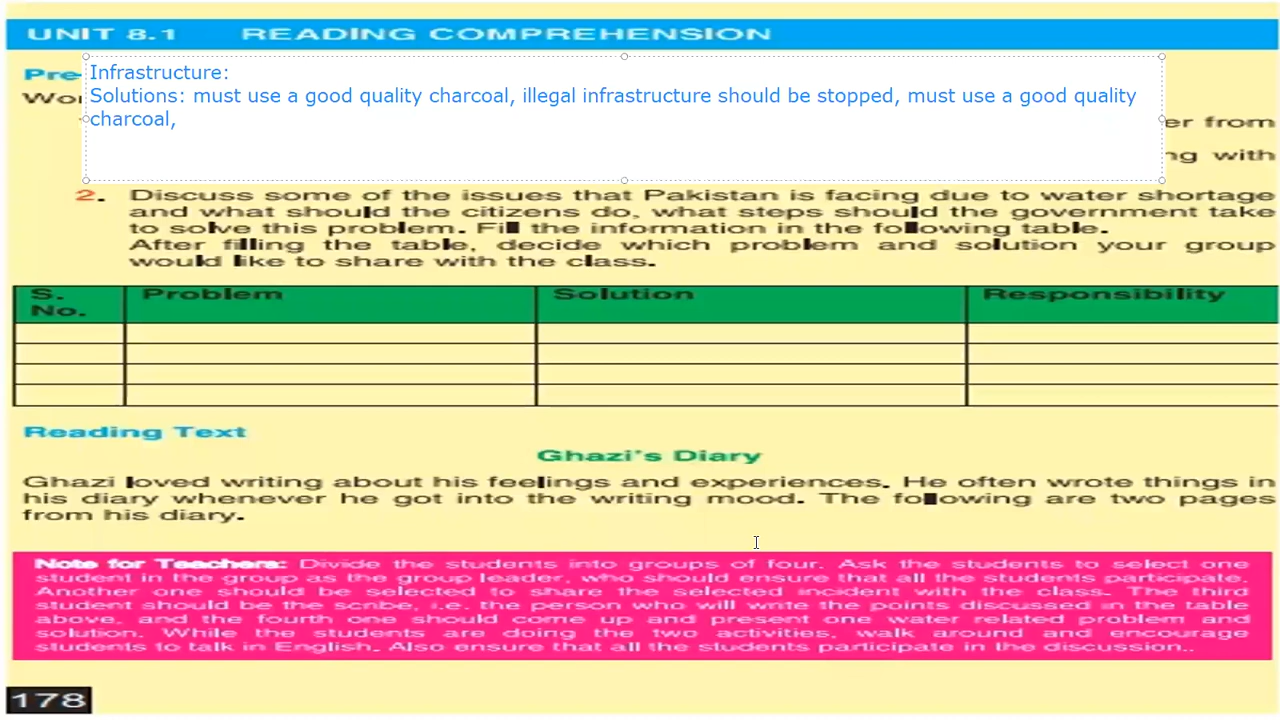 UNIT 8.1 READING COMPREHENSION
Pre-
Infrastructure:
Solutions: must use a good quality charcoal, illegal infrastructure should be stopped, must use a good quality
charcoal,
er from
ng with
2. Discuss some of the issues that Pakistan is facing due to water shortage
and what should the citizens do, what steps should the government take
to solve this problem. Fill the information in the following table.
After filling the table, decide which problem and solution your group
would like to share with the class.
S. No. Problem Solution Responsibility
Reading Text
Ghazi's Diary
Ghazi loved writing about his feelings and experiences. He often wrote things in
his diary whenever he got into the writing mood. The following are two pages
from his diary.
Note for Teachers: Divide the students into groups of four. Ask the students to select one
student in the group as the group leader, who should ensure that all the students participate.
Another one should be selected to share the selected incident with the class. The third
student should be the scribe, i.e. the person who will write the points discussed in the table
above, and the fourth one should come up and present one water related problem and
solution. While the students are doing the two activities, walk around and encourage
students to talk in English. Also ensure that all the students participate in the discussion..
178